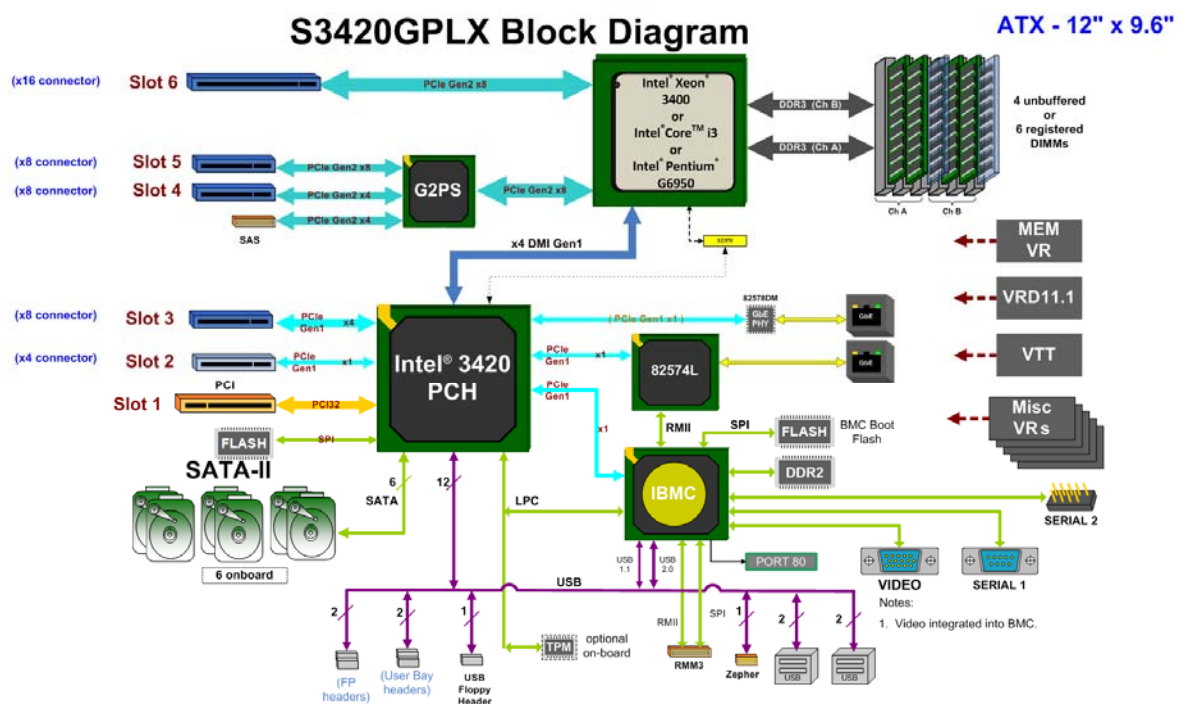 S3420GPLX Block Diagram
ATX - 12" x 9.6"
(x16 connector)
Slot 6
PCIe Gen2 x8
Intel® Xeon®
3400
or
Intel®Core™ i3
or
Intel® Pentium®
G6950
DDR3 (Ch B)
DDR3 (Ch A)
4 unbuffered
or
6 registered
DIMMs
Ch A
Ch B
(x8 connector)
Slot 5
PCIe Gen2 x8
(x8 connector)
Slot 4
PCIe Gen2 x4
SAS
PCIe Gen2 x4
G2PS
PCIe Gen2 x8
x4 DMI Gen1
MEM
VR
VRD11.1
VTT
Misc
VRs
(x8 connector)
Slot 3
PCIe
Gen1
x4
(x4 connector)
Slot 2
PCIe
Gen1
x1
PCI
Slot 1
PCI32
FLASH
SPI
Intel® 3420
PCH
( PCIe Gen1 x1 )
82578DM
GbE
PHY
GbE
PCIe
Gen1
x1
82574L
GbE
PCIe
Gen1
x1
RMII
SPI
FLASH
BMC Boot
Flash
DDR2
IBMC
SATA-II
6
SATA
12
LPC
6 onboard
SERIAL 2
USB
1.1
USB
2.0
PORT 80
VIDEO
SERIAL 1
Notes:
1. Video integrated into BMC.
USB
2
2
1
RMII
SPI
1
2
2
(FP
headers)
(User Bay
headers)
USB
Floppy
Header
TPM
optional
on-board
RMM3
Zepher
USB
USB